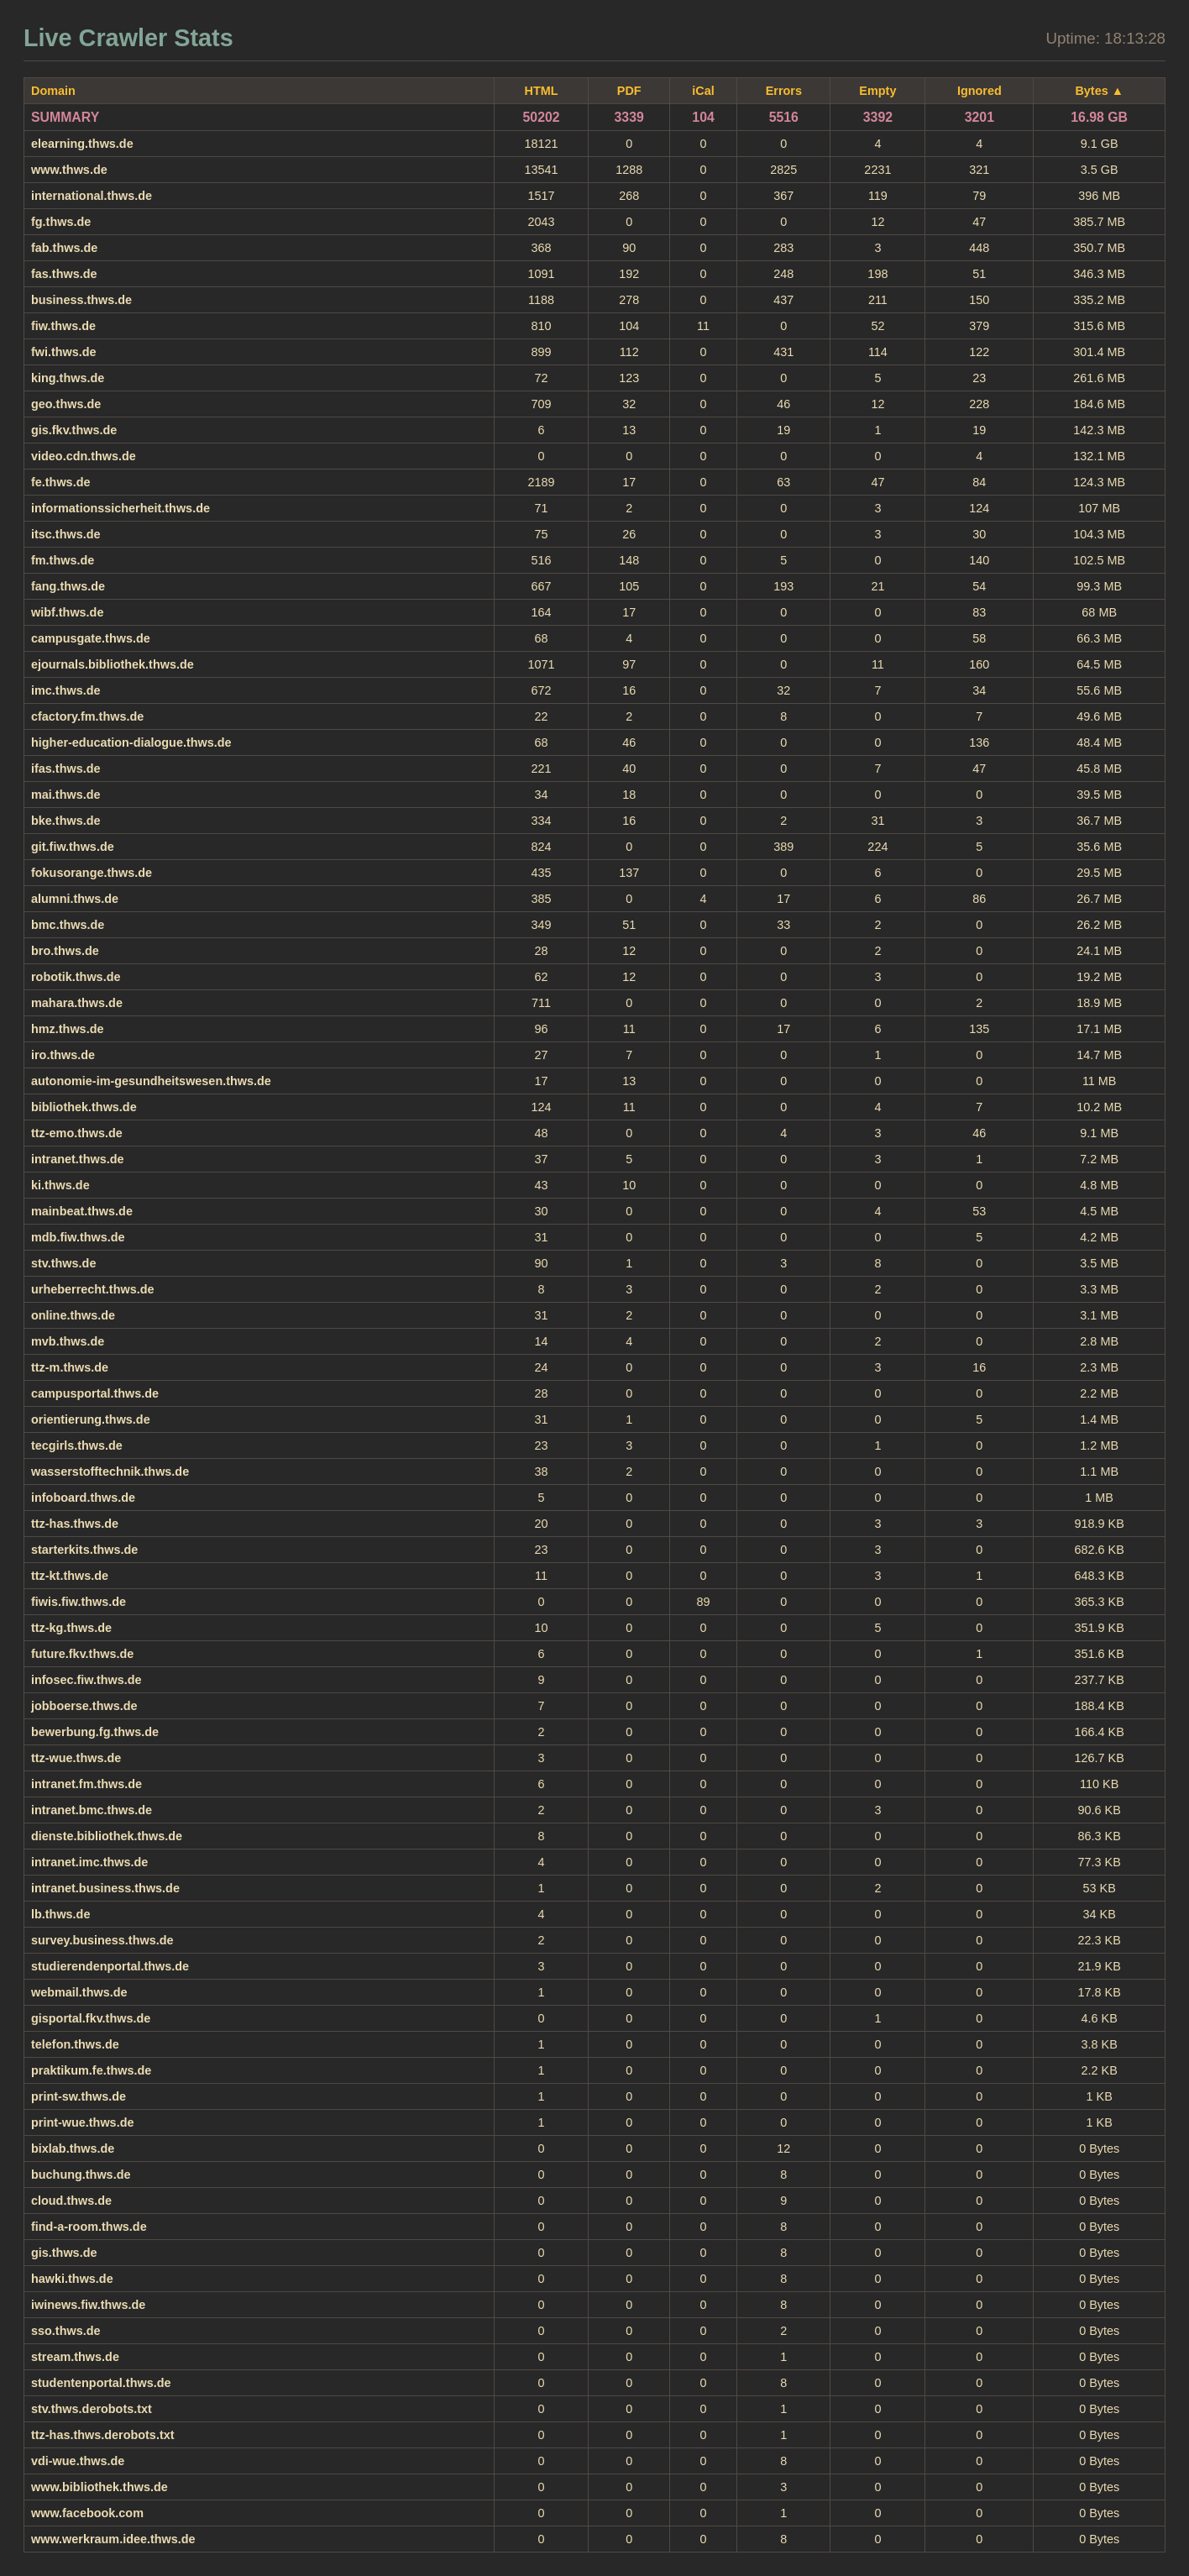 Live Crawler Stats Uptime: 18:13:28
Domain HTML PDF iCal Errors Empty Ignored Bytes ▲
SUMMARY 50202 3339 104 5516 3392 3201 16.98 GB
elearning.thws.de 18121 0 0 0 4 4 9.1 GB
www.thws.de 13541 1288 0 2825 2231 321 3.5 GB
international.thws.de 1517 268 0 367 119 79 396 MB
fg.thws.de 2043 0 0 0 12 47 385.7 MB
fab.thws.de 368 90 0 283 3 448 350.7 MB
fas.thws.de 1091 192 0 248 198 51 346.3 MB
business.thws.de 1188 278 0 437 211 150 335.2 MB
fiw.thws.de 810 104 11 0 52 379 315.6 MB
fwi.thws.de 899 112 0 431 114 122 301.4 MB
king.thws.de 72 123 0 0 5 23 261.6 MB
geo.thws.de 709 32 0 46 12 228 184.6 MB
gis.fkv.thws.de 6 13 0 19 1 19 142.3 MB
video.cdn.thws.de 0 0 0 0 0 4 132.1 MB
fe.thws.de 2189 17 0 63 47 84 124.3 MB
informationssicherheit.thws.de 71 2 0 0 3 124 107 MB
itsc.thws.de 75 26 0 0 3 30 104.3 MB
fm.thws.de 516 148 0 5 0 140 102.5 MB
fang.thws.de 667 105 0 193 21 54 99.3 MB
wibf.thws.de 164 17 0 0 0 83 68 MB
campusgate.thws.de 68 4 0 0 0 58 66.3 MB
ejournals.bibliothek.thws.de 1071 97 0 0 11 160 64.5 MB
imc.thws.de 672 16 0 32 7 34 55.6 MB
cfactory.fm.thws.de 22 2 0 8 0 7 49.6 MB
higher-education-dialogue.thws.de 68 46 0 0 0 136 48.4 MB
ifas.thws.de 221 40 0 0 7 47 45.8 MB
mai.thws.de 34 18 0 0 0 0 39.5 MB
bke.thws.de 334 16 0 2 31 3 36.7 MB
git.fiw.thws.de 824 0 0 389 224 5 35.6 MB
fokusorange.thws.de 435 137 0 0 6 0 29.5 MB
alumni.thws.de 385 0 4 17 6 86 26.7 MB
bmc.thws.de 349 51 0 33 2 0 26.2 MB
bro.thws.de 28 12 0 0 2 0 24.1 MB
robotik.thws.de 62 12 0 0 3 0 19.2 MB
mahara.thws.de 711 0 0 0 0 2 18.9 MB
hmz.thws.de 96 11 0 17 6 135 17.1 MB
iro.thws.de 27 7 0 0 1 0 14.7 MB
autonomie-im-gesundheitswesen.thws.de 17 13 0 0 0 0 11 MB
bibliothek.thws.de 124 11 0 0 4 7 10.2 MB
ttz-emo.thws.de 48 0 0 4 3 46 9.1 MB
intranet.thws.de 37 5 0 0 3 1 7.2 MB
ki.thws.de 43 10 0 0 0 0 4.8 MB
mainbeat.thws.de 30 0 0 0 4 53 4.5 MB
mdb.fiw.thws.de 31 0 0 0 0 5 4.2 MB
stv.thws.de 90 1 0 3 8 0 3.5 MB
urheberrecht.thws.de 8 3 0 0 2 0 3.3 MB
online.thws.de 31 2 0 0 0 0 3.1 MB
mvb.thws.de 14 4 0 0 2 0 2.8 MB
ttz-m.thws.de 24 0 0 0 3 16 2.3 MB
campusportal.thws.de 28 0 0 0 0 0 2.2 MB
orientierung.thws.de 31 1 0 0 0 5 1.4 MB
tecgirls.thws.de 23 3 0 0 1 0 1.2 MB
wasserstofftechnik.thws.de 38 2 0 0 0 0 1.1 MB
infoboard.thws.de 5 0 0 0 0 0 1 MB
ttz-has.thws.de 20 0 0 0 3 3 918.9 KB
starterkits.thws.de 23 0 0 0 3 0 682.6 KB
ttz-kt.thws.de 11 0 0 0 3 1 648.3 KB
fiwis.fiw.thws.de 0 0 89 0 0 0 365.3 KB
ttz-kg.thws.de 10 0 0 0 5 0 351.9 KB
future.fkv.thws.de 6 0 0 0 0 1 351.6 KB
infosec.fiw.thws.de 9 0 0 0 0 0 237.7 KB
jobboerse.thws.de 7 0 0 0 0 0 188.4 KB
bewerbung.fg.thws.de 2 0 0 0 0 0 166.4 KB
ttz-wue.thws.de 3 0 0 0 0 0 126.7 KB
intranet.fm.thws.de 6 0 0 0 0 0 110 KB
intranet.bmc.thws.de 2 0 0 0 3 0 90.6 KB
dienste.bibliothek.thws.de 8 0 0 0 0 0 86.3 KB
intranet.imc.thws.de 4 0 0 0 0 0 77.3 KB
intranet.business.thws.de 1 0 0 0 2 0 53 KB
lb.thws.de 4 0 0 0 0 0 34 KB
survey.business.thws.de 2 0 0 0 0 0 22.3 KB
studierendenportal.thws.de 3 0 0 0 0 0 21.9 KB
webmail.thws.de 1 0 0 0 0 0 17.8 KB
gisportal.fkv.thws.de 0 0 0 0 1 0 4.6 KB
telefon.thws.de 1 0 0 0 0 0 3.8 KB
praktikum.fe.thws.de 1 0 0 0 0 0 2.2 KB
print-sw.thws.de 1 0 0 0 0 0 1 KB
print-wue.thws.de 1 0 0 0 0 0 1 KB
bixlab.thws.de 0 0 0 12 0 0 0 Bytes
buchung.thws.de 0 0 0 8 0 0 0 Bytes
cloud.thws.de 0 0 0 9 0 0 0 Bytes
find-a-room.thws.de 0 0 0 8 0 0 0 Bytes
gis.thws.de 0 0 0 8 0 0 0 Bytes
hawki.thws.de 0 0 0 8 0 0 0 Bytes
iwinews.fiw.thws.de 0 0 0 8 0 0 0 Bytes
sso.thws.de 0 0 0 2 0 0 0 Bytes
stream.thws.de 0 0 0 1 0 0 0 Bytes
studentenportal.thws.de 0 0 0 8 0 0 0 Bytes
stv.thws.derobots.txt 0 0 0 1 0 0 0 Bytes
ttz-has.thws.derobots.txt 0 0 0 1 0 0 0 Bytes
vdi-wue.thws.de 0 0 0 8 0 0 0 Bytes
www.bibliothek.thws.de 0 0 0 3 0 0 0 Bytes
www.facebook.com 0 0 0 1 0 0 0 Bytes
www.werkraum.idee.thws.de 0 0 0 8 0 0 0 Bytes